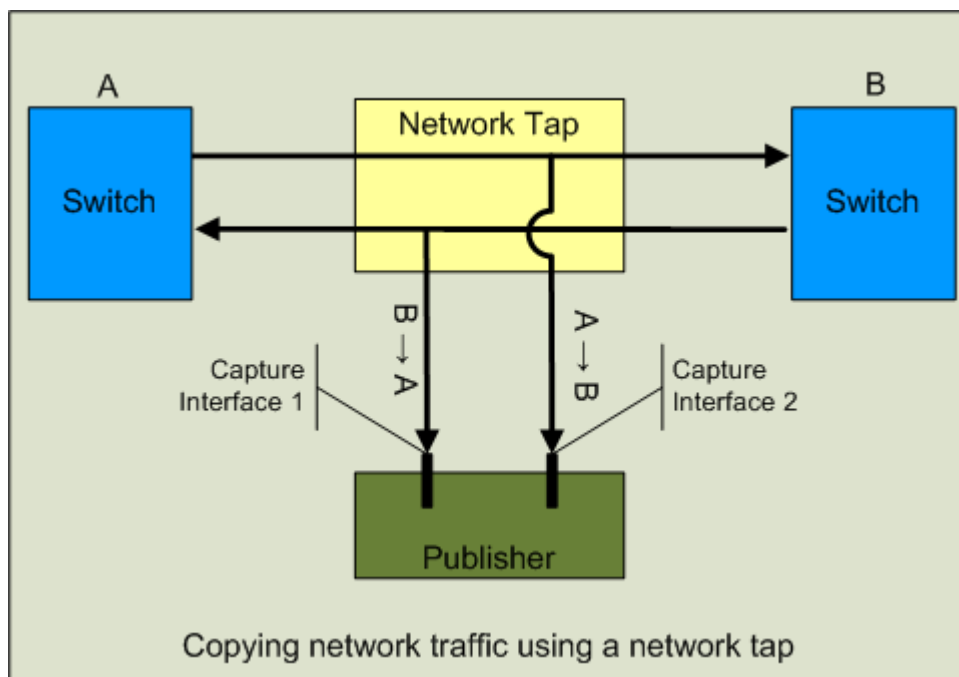 A
B
Network Tap
Switch
Switch
B → A
A → B
Capture
Interface 1
Capture
Interface 2
Publisher
Copying network traffic using a network tap